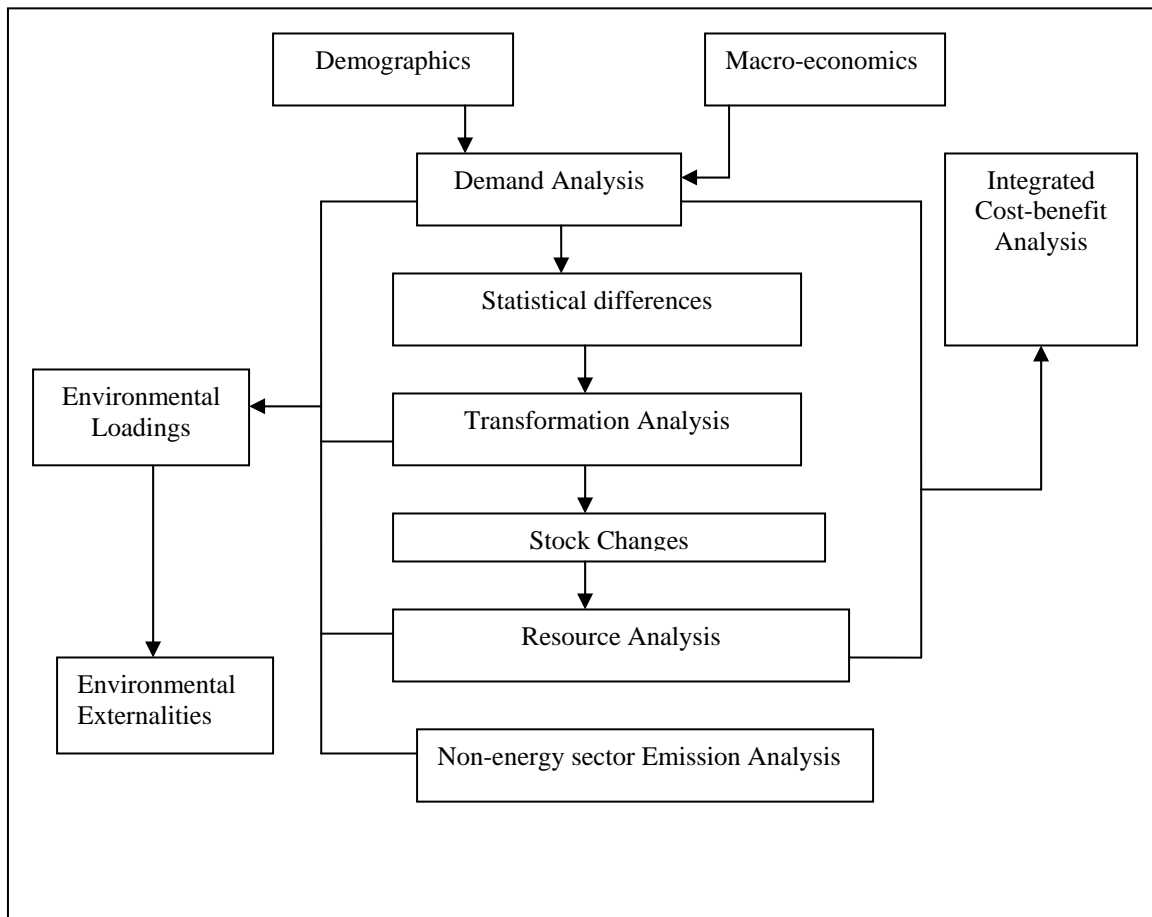 Demographics
Macro-economics
Demand Analysis
Integrated
Cost-benefit
Analysis
Statistical differences
Environmental
Loadings
Transformation Analysis
Stock Changes
Resource Analysis
Environmental
Externalities
Non-energy sector Emission Analysis